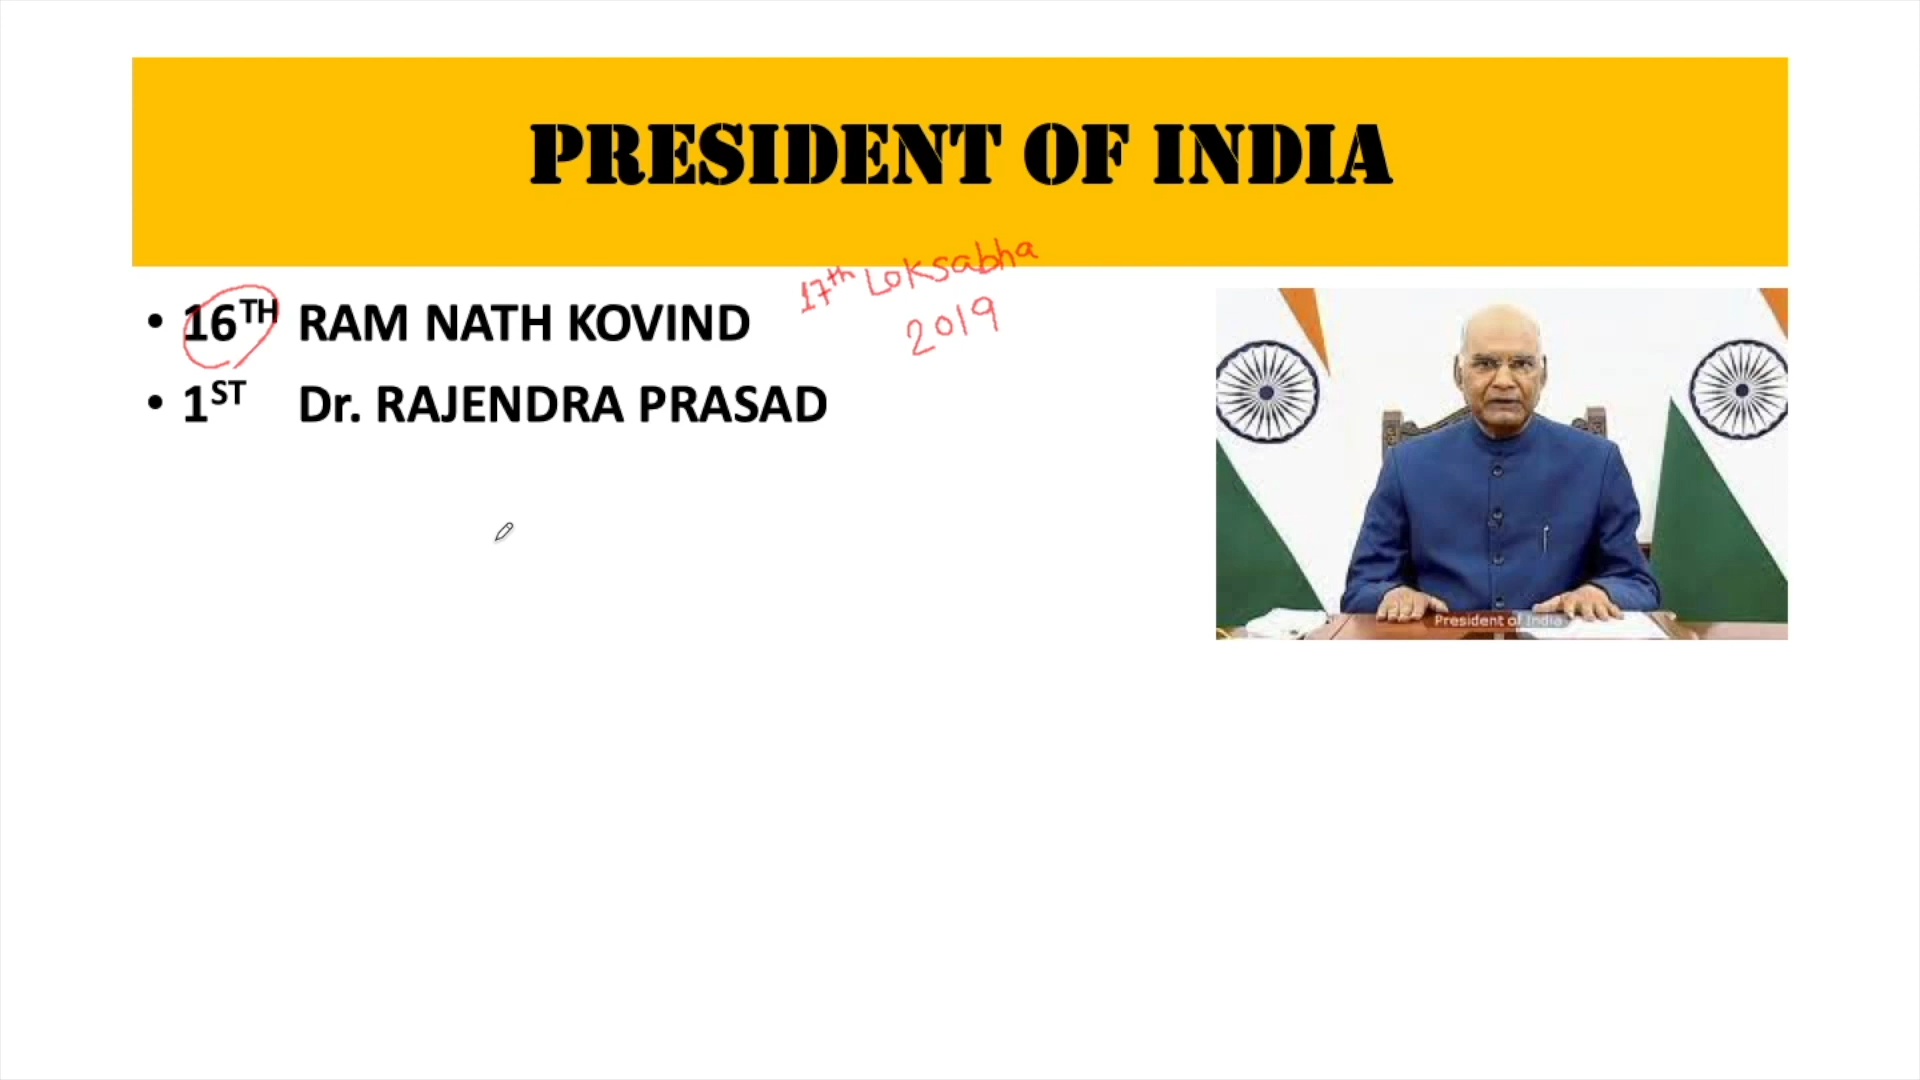 PRESIDENT OF INDIA
17th Loksabha
2019
• 16TH RAM NATH KOVIND
• 1ST Dr. RAJENDRA PRASAD
President of India